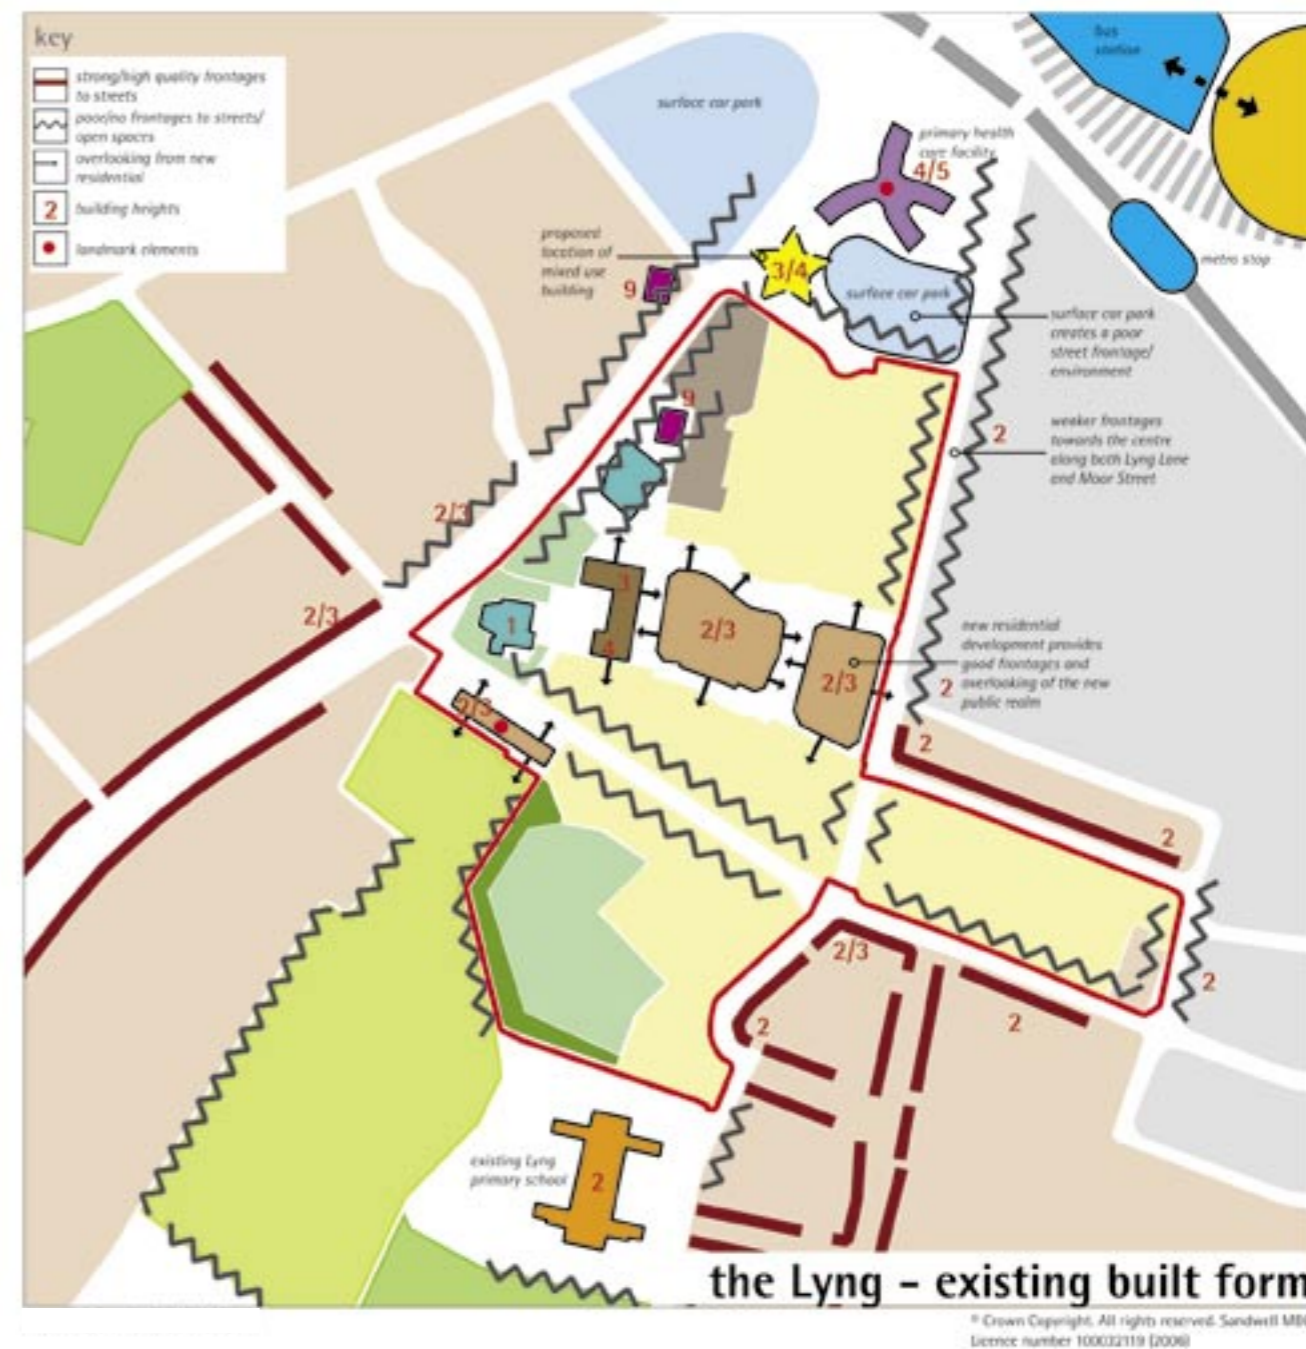 key
strong/high quality frontages
to streets
poor/no frontages to streets/
open spaces
overlooking from new
residential
2 building heights
landmark elements
surface car park
bus
station
primary health
care facility
4/5
proposed
location of
mixed use
building
9
3/4
surface car park
metro stop
surface car park
creates a poor
street frontage/
environment
9
2
weaker frontages
towards the centre
along both Lyng Lane
and Moor Street
2/3
2/3
3
1
4
2/3
2/3
new residential
development provides
good frontages and
overlooking of the new
public realm
2
2/3
2
2
2/3
2
2
2
existing Lyng
primary school
2
the Lyng – existing built form
© Crown Copyright. All rights reserved. Sandwell MB
Licence number 100032119 (2006)